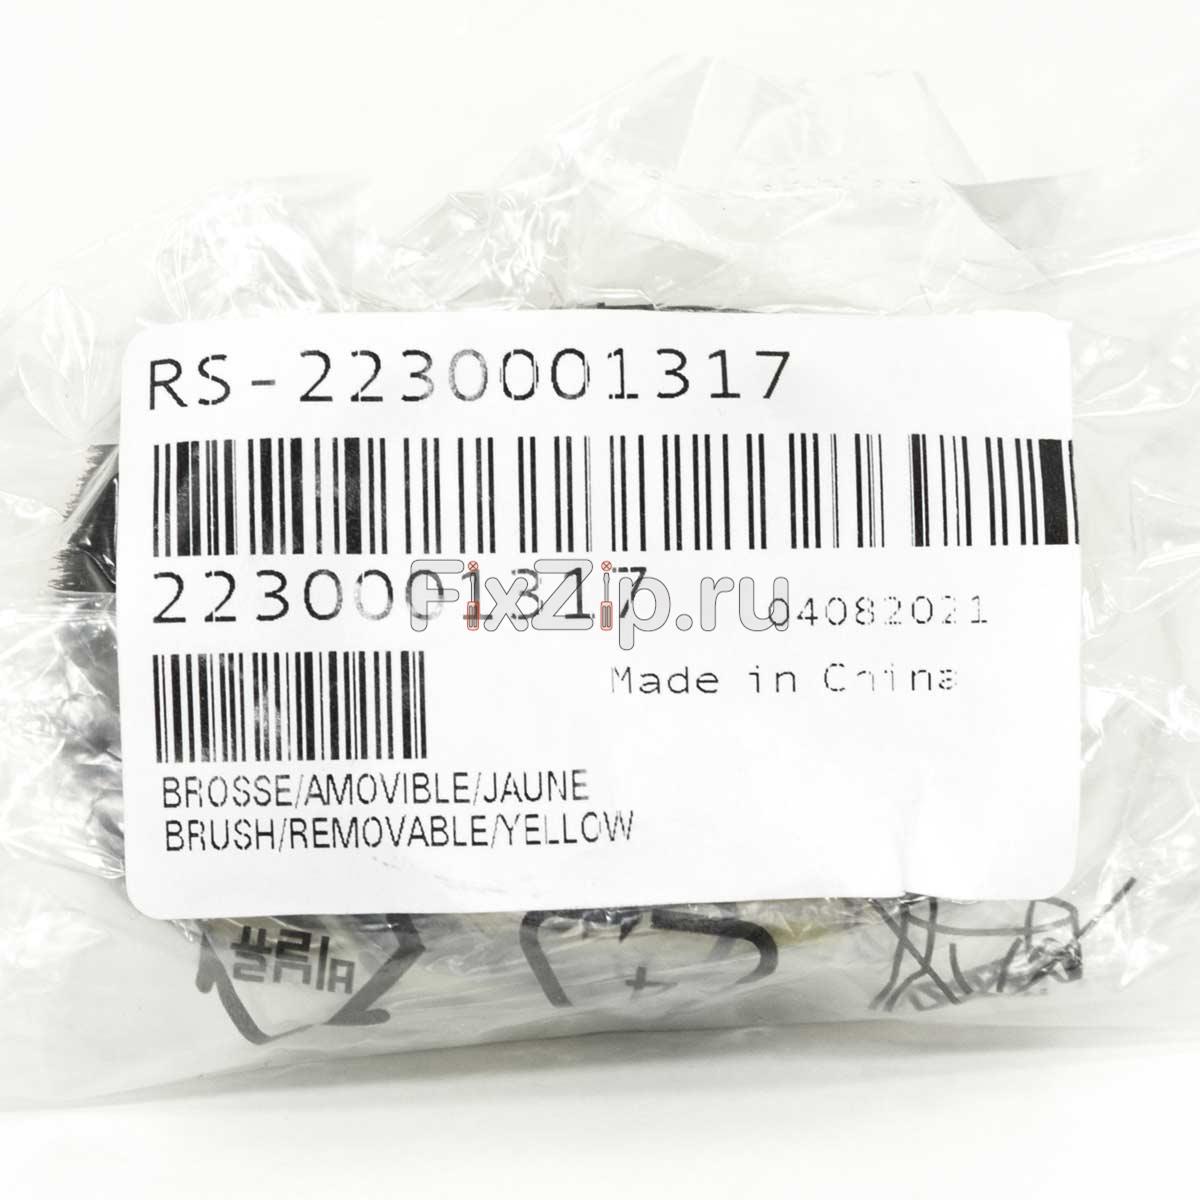 RS-2230001317
2230001317
FixZip.ru
04082021
Made in China
BROSSE/AMOVIBLE/JAUNE
BRUSH/REMOVABLE/YELLOW